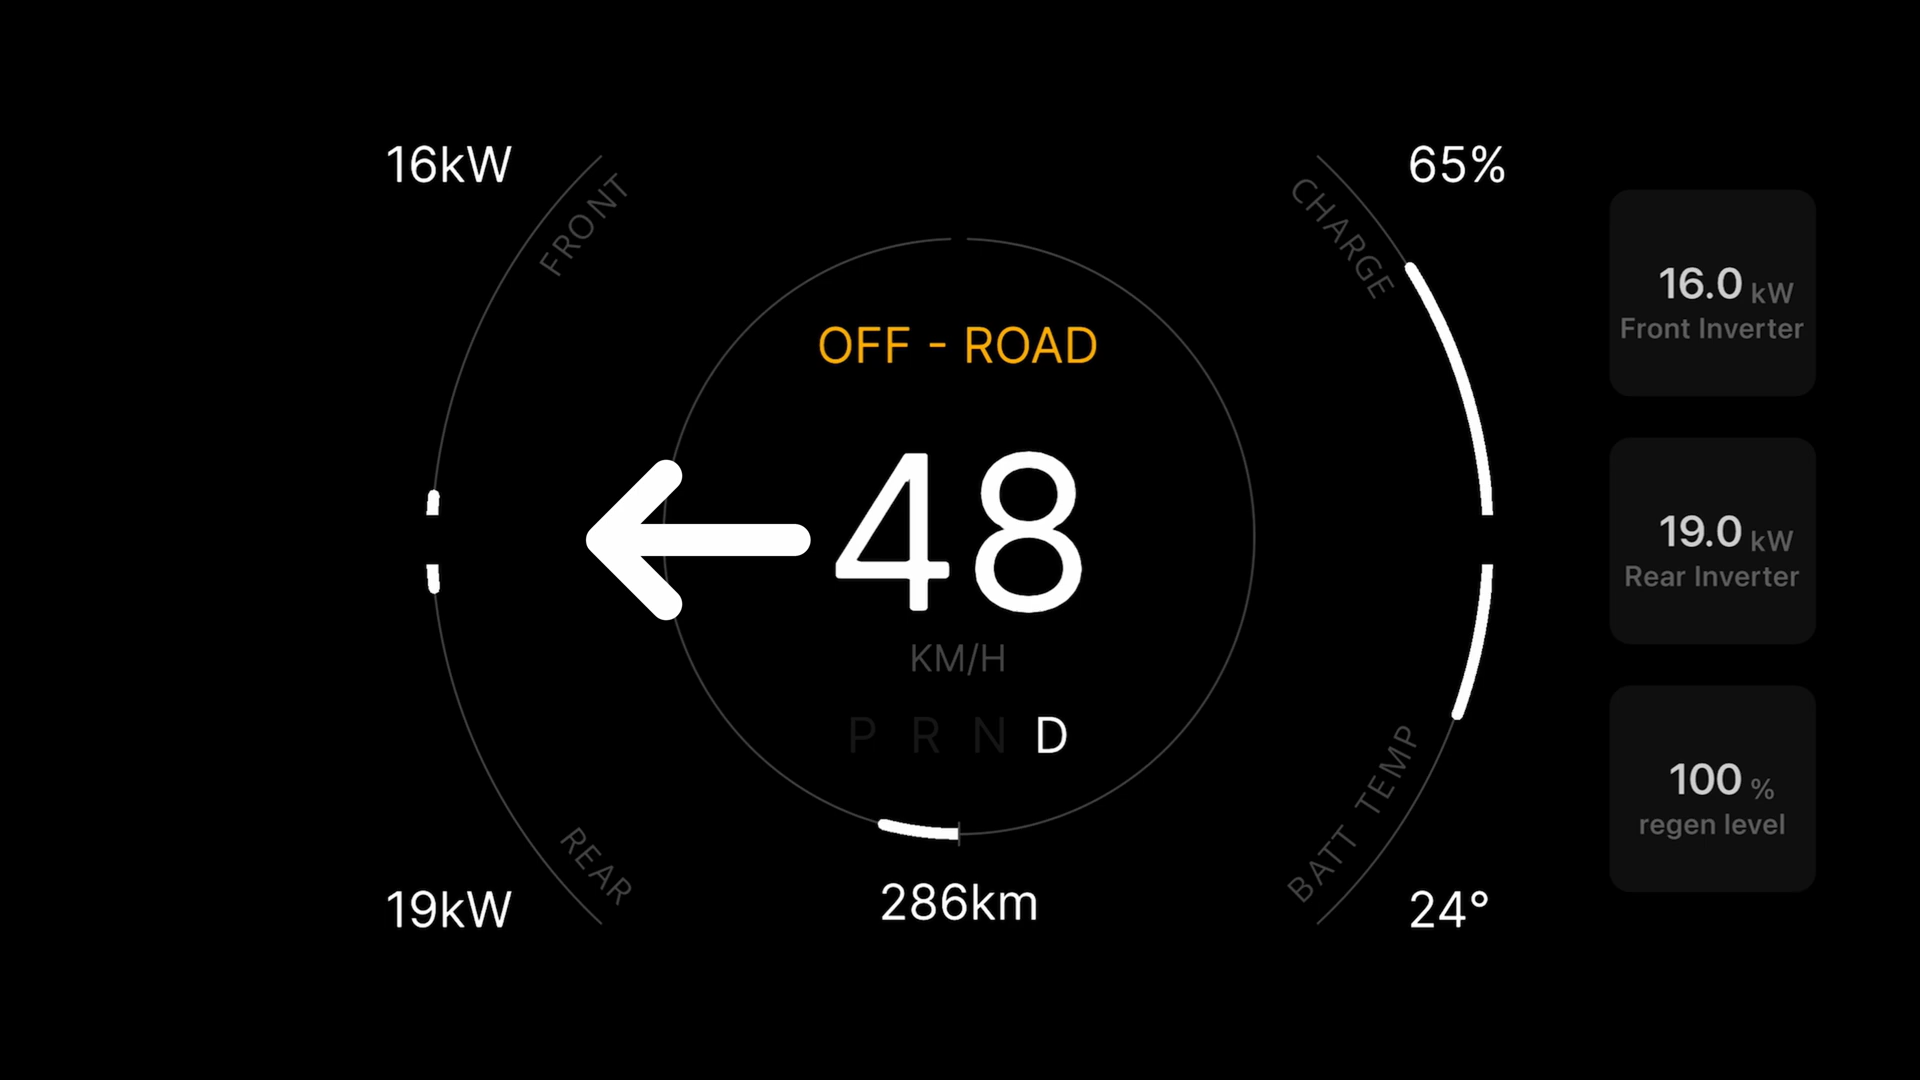 16kW
FRONT
CHARGE
65%
OFF - ROAD
48
KM/H
P R N D
REAR
19kW
286km
BATT TEMP
24°
16.0 kW
Front Inverter
19.0 kW
Rear Inverter
100 %
regen level